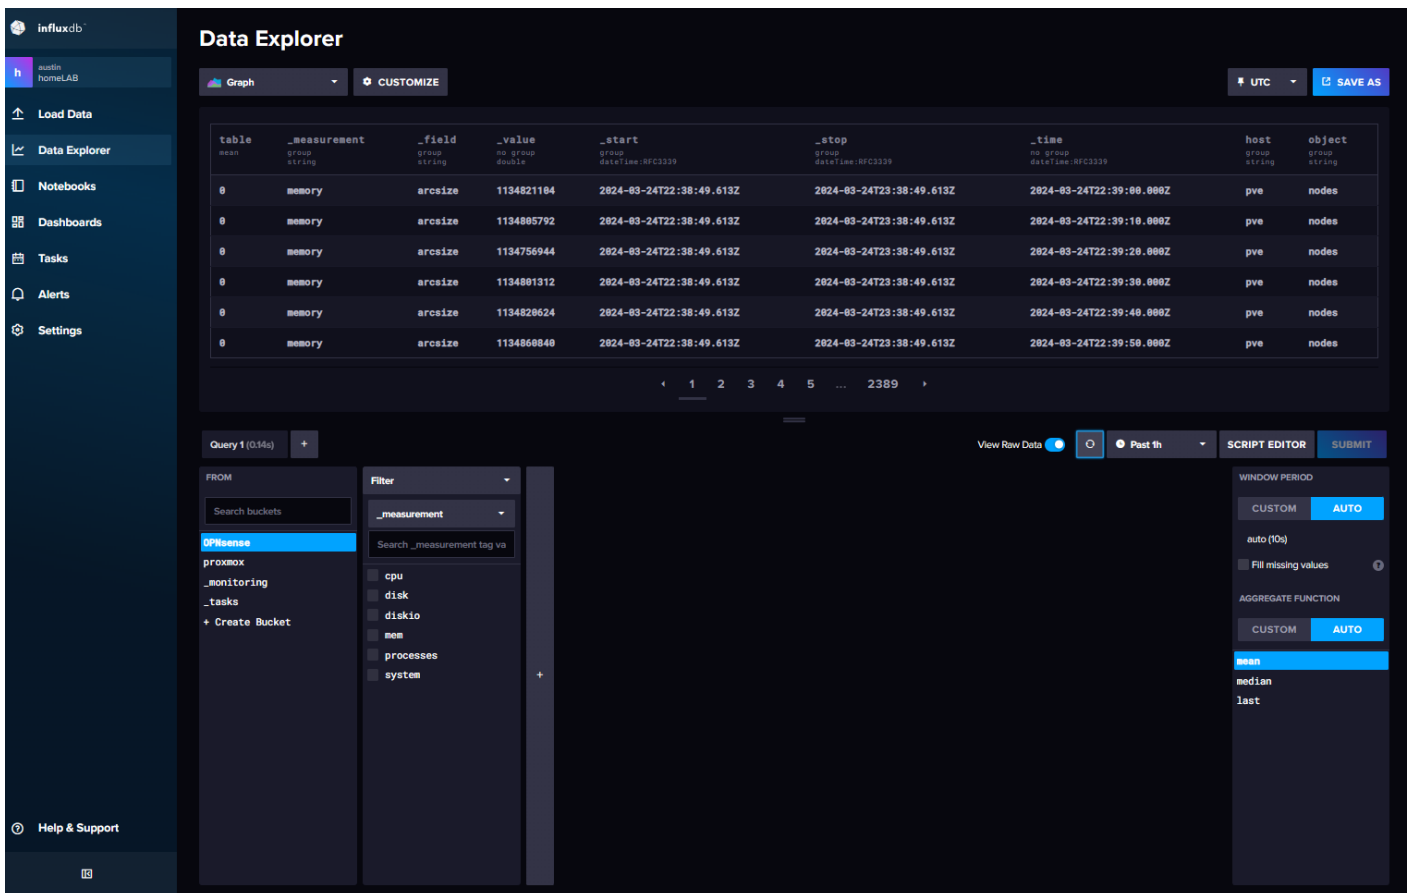 influxdb™
Data Explorer
h
austin
homeLAB
Graph
CUSTOMIZE
UTC
SAVE AS
Load Data
Data Explorer
Notebooks
Dashboards
Tasks
Alerts
Settings
table _measurement _field _value _start _stop _time host object
mean group group no group group group no group group group
string string double dateTime:RFC3339 dateTime:RFC3339 dateTime:RFC3339 string string
0 memory arcsize 1134821104 2024-03-24T22:38:49.613Z 2024-03-24T23:38:49.613Z 2024-03-24T22:39:00.000Z pve nodes
0 memory arcsize 1134805792 2024-03-24T22:38:49.613Z 2024-03-24T23:38:49.613Z 2024-03-24T22:39:10.000Z pve nodes
0 memory arcsize 1134756944 2024-03-24T22:38:49.613Z 2024-03-24T23:38:49.613Z 2024-03-24T22:39:20.000Z pve nodes
0 memory arcsize 1134801312 2024-03-24T22:38:49.613Z 2024-03-24T23:38:49.613Z 2024-03-24T22:39:30.000Z pve nodes
0 memory arcsize 1134820624 2024-03-24T22:38:49.613Z 2024-03-24T23:38:49.613Z 2024-03-24T22:39:40.000Z pve nodes
0 memory arcsize 1134860840 2024-03-24T22:38:49.613Z 2024-03-24T23:38:49.613Z 2024-03-24T22:39:50.000Z pve nodes
1 2 3 4 5 ... 2389
Query 1 (0.14s) +
View Raw Data
Past 1h
SCRIPT EDITOR
SUBMIT
FROM
Search buckets
OPNsense
proxmox
_monitoring
_tasks
+ Create Bucket
Filter
_measurement
Search _measurement tag va
cpu
disk
diskio
mem
processes
system
+
WINDOW PERIOD
CUSTOM AUTO
auto (10s)
Fill missing values ?
AGGREGATE FUNCTION
CUSTOM AUTO
mean
median
last
Help & Support